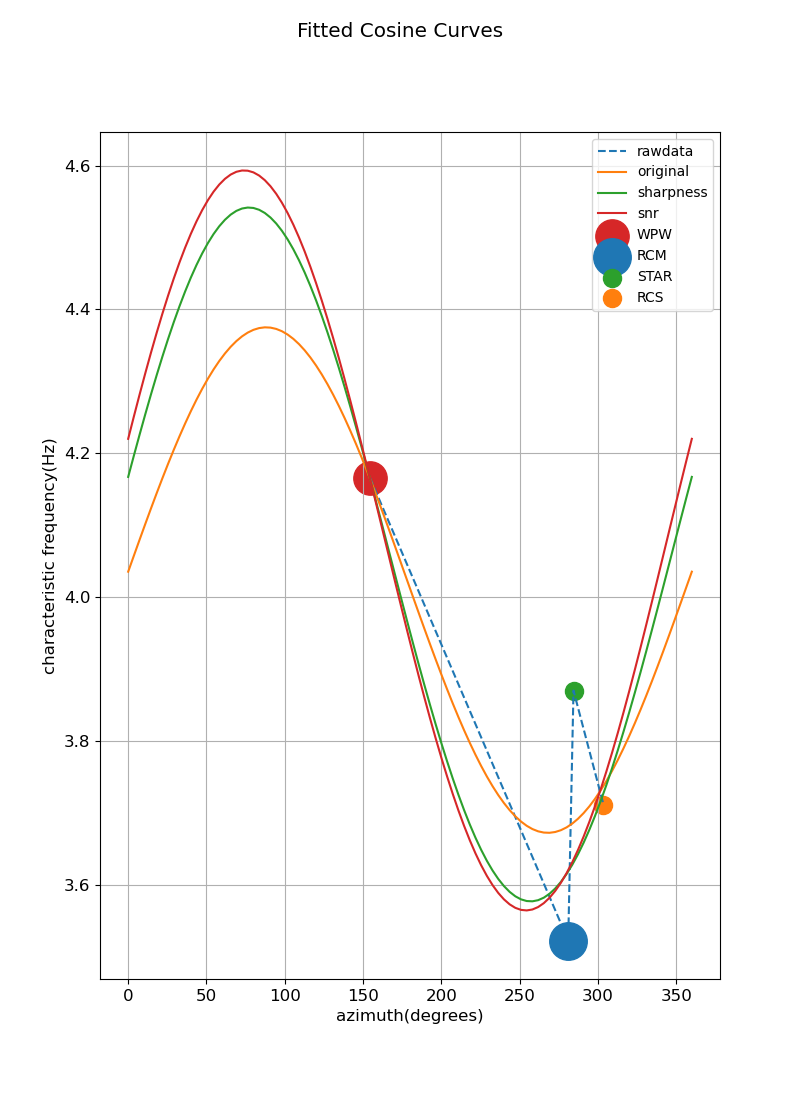 Fitted Cosine Curves
rawdata
original
sharpness
snr
WPW
RCM
STAR
RCS
4.6
4.4
4.2
4.0
3.8
3.6
characteristic frequency(Hz)
0 50 100 150 200 250 300 350
azimuth(degrees)